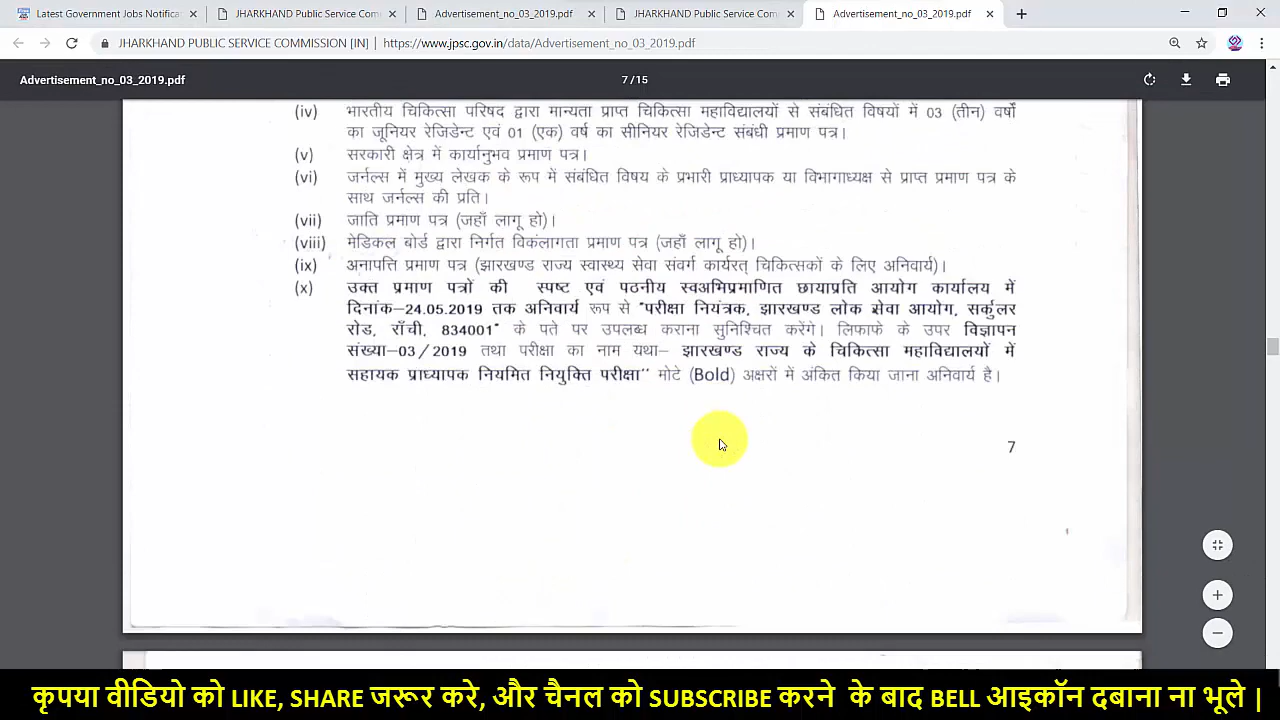 Latest Government Jobs Notifica
JHARKHAND Public Service Com
Advertisement_no_03_2019.pdf
JHARKHAND Public Service Com
Advertisement_no_03_2019.pdf
JHARKHAND PUBLIC SERVICE COMMISSION [IN] | https://www.jpsc.gov.in/data/Advertisement_no_03_2019.pdf
Advertisement_no_03_2019.pdf 7 / 15
(iv) भारतीय चिकित्सा परिषद द्वारा मान्यता प्राप्त चिकित्सा महाविद्यालयों से संबंधित विषयों में 03 (तीन) वर्षों
का जूनियर रेजिडेन्ट एवं 01 (एक) वर्ष का सीनियर रेजिडेन्ट संबंधी प्रमाण पत्र।
(v) सरकारी क्षेत्र में कार्यानुभव प्रमाण पत्र।
(vi) जर्नल्स में मुख्य लेखक के रूप में संबंधित विषय के प्रभारी प्राध्यापक या विभागाध्यक्ष से प्राप्त प्रमाण पत्र के
साथ जर्नल्स की प्रति।
(vii) जाति प्रमाण पत्र (जहाँ लागू हो)।
(viii) मेडिकल बोर्ड द्वारा निर्गत विकंलागता प्रमाण पत्र (जहाँ लागू हो)।
(ix) अनापत्ति प्रमाण पत्र (झारखण्ड राज्य स्वास्थ्य सेवा संवर्ग कार्यरत् चिकित्सकों के लिए अनिवार्य)।
(x) उक्त प्रमाण पत्रों की स्पष्ट एवं पठनीय स्वअभिप्रमाणित छायाप्रति आयोग कार्यालय में
दिनांक-24.05.2019 तक अनिवार्य रूप से "परीक्षा नियंत्रक, झारखण्ड लोक सेवा आयोग, सर्कुलर
रोड, राँची, 834001" के पते पर उपलब्ध कराना सुनिश्चित करेंगे। लिफाफे के उपर विज्ञापन
संख्या-03/2019 तथा परीक्षा का नाम यथा- झारखण्ड राज्य के चिकित्सा महाविद्यालयों में
सहायक प्राध्यापक नियमित नियुक्ति परीक्षा'' मोटे (Bold) अक्षरों में अंकित किया जाना अनिवार्य है।
7
कृपया वीडियो को LIKE, SHARE जरूर करे, और चैनल को SUBSCRIBE करने के बाद BELL आइकॉन दबाना ना भूले |